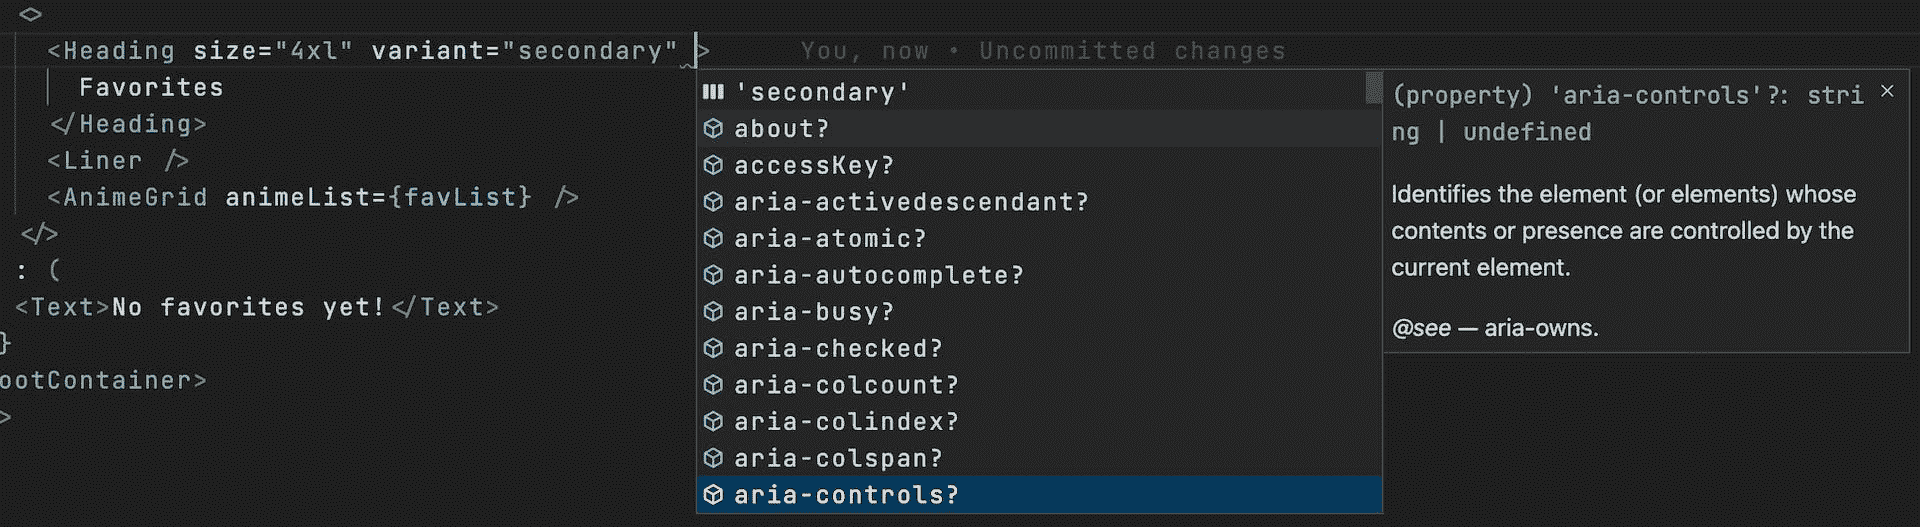 <>
<Heading size="4xl" variant="secondary" >     You, now • Uncommitted changes
Favorites
</Heading>
<Liner />
<AnimeGrid animeList={favList} />
</>
: (
<Text>No favorites yet!</Text>
}
ootContainer>
>
'secondary'
about?
accessKey?
aria-activedescendant?
aria-atomic?
aria-autocomplete?
aria-busy?
aria-checked?
aria-colcount?
aria-colindex?
aria-colspan?
aria-controls?
(property) 'aria-controls'?: stri
ng | undefined
Identifies the element (or elements) whose
contents or presence are controlled by the
current element.
@see — aria-owns.